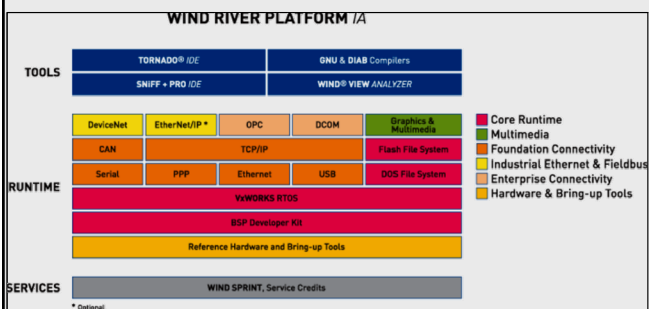 WIND RIVER PLATFORM IA
TOOLS
TORNADO® IDE
GNU & DIAB Compilers
SNiFF + PRO IDE
WIND® VIEW ANALYZER
RUNTIME
DeviceNet
EtherNet/IP *
OPC
DCOM
Graphics &
Multimedia
CAN
TCP/IP
Flash File System
Serial
PPP
Ethernet
USB
DOS File System
VxWORKS RTOS
BSP Developer Kit
Reference Hardware and Bring-up Tools
Core Runtime
Multimedia
Foundation Connectivity
Industrial Ethernet & Fieldbus
Enterprise Connectivity
Hardware & Bring-up Tools
SERVICES
WIND SPRINT, Service Credits
* Optional